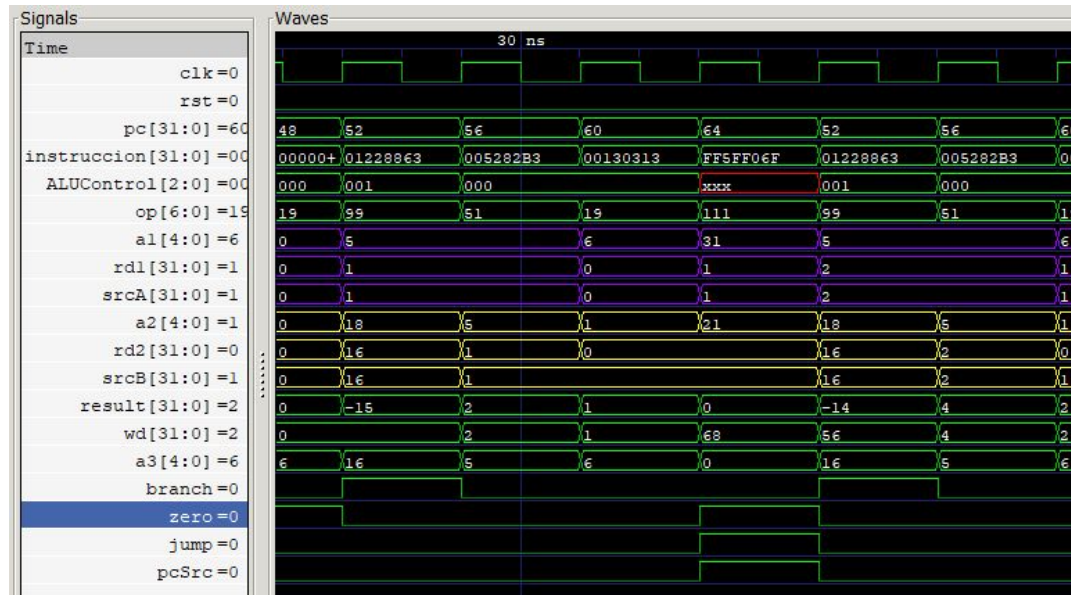 Signals Waves
Time 30 ns
clk=0
rst=0
pc[31:0]=60 48 52 56 60 64 52 56
instruccion[31:0]=00 00000+ 01228863 005282B3 00130313 FF5FF06F 01228863 005282B3
ALUControl[2:0]=00 000 001 000 xxx 001 000
op[6:0]=19 19 99 51 19 111 99 51
a1[4:0]=6 0 5 6 31 5 6
rd1[31:0]=1 0 1 0 1 2 1
srcA[31:0]=1 0 1 0 1 2 1
a2[4:0]=1 0 18 5 1 21 18 5 1
rd2[31:0]=0 0 16 1 0 16 2 0
srcB[31:0]=1 0 16 1 16 2 1
result[31:0]=2 0 -15 2 1 0 -14 4 2
wd[31:0]=2 0 2 1 68 56 4 2
a3[4:0]=6 6 16 5 6 0 16 5 6
branch=0
zero=0
jump=0
pcSrc=0